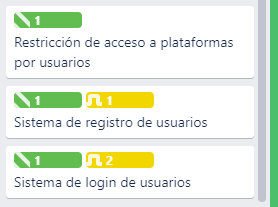 1
Restricción de acceso a plataformas
por usuarios
1 1
Sistema de registro de usuarios
1 2
Sistema de login de usuarios